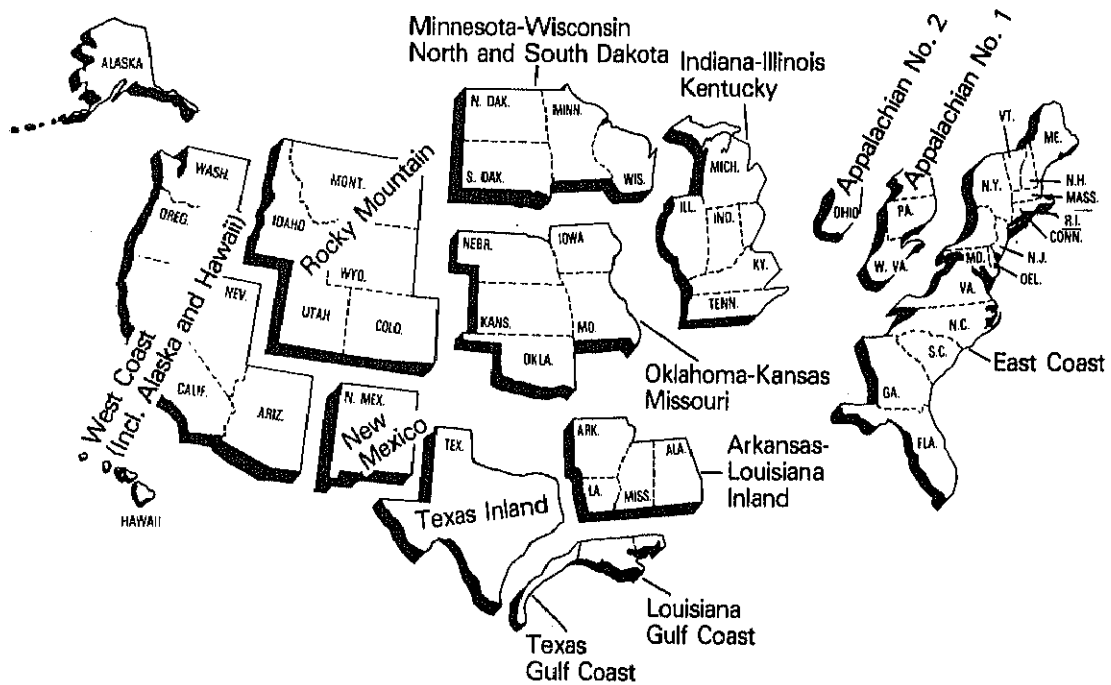 Minnesota-Wisconsin
North and South Dakota
Indiana-Illinois
Kentucky
Appalachian No. 2
Appalachian No. 1
ALASKA
WASH.
OREG.
NEV.
CALIF.
ARIZ.
West Coast
(Incl. Alaska and Hawaii)
HAWAII
MONT.
IDAHO
WYO.
UTAH
COLO.
Rocky Mountain
N. DAK.
MINN.
S. DAK.
WIS.
NEBR.
IOWA
KANS.
MO.
OKLA.
Oklahoma-Kansas
Missouri
MICH.
ILL.
IND.
KY.
TENN.
OHIO
PA.
W. VA.
VT.
ME.
N.Y.
N.H.
MASS.
R.I.
CONN.
N.J.
MD.
OEL.
VA.
N.C.
S.C.
GA.
FLA.
East Coast
N. MEX.
New
Mexico
TEX.
Texas Inland
ARK.
ALA.
LA.
MISS.
Arkansas-
Louisiana
Inland
Louisiana
Gulf Coast
Texas
Gulf Coast